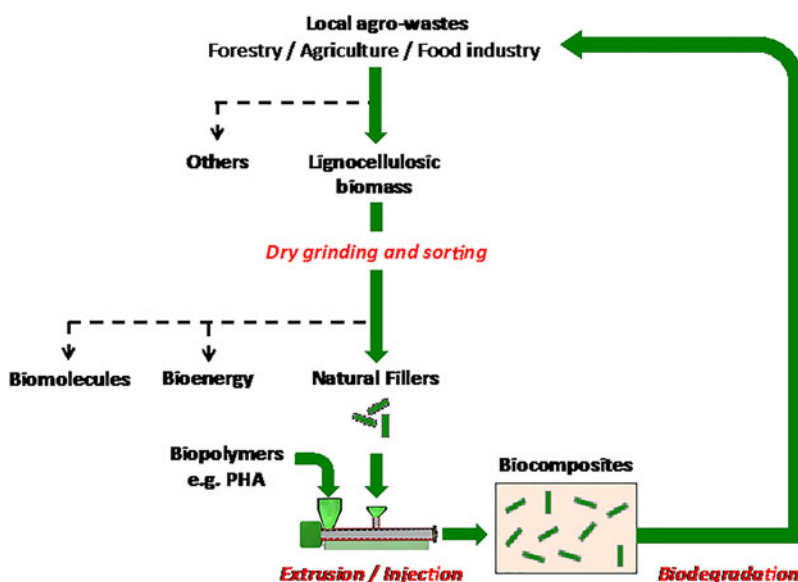 Local agro-wastes
Forestry / Agriculture / Food industry
Others
Lignocellulosic
biomass
Dry grinding and sorting
Biomolecules
Bioenergy
Natural Fillers
Biopolymers
e.g. PHA
Biocomposites
Extrusion / Injection
Biodegradation